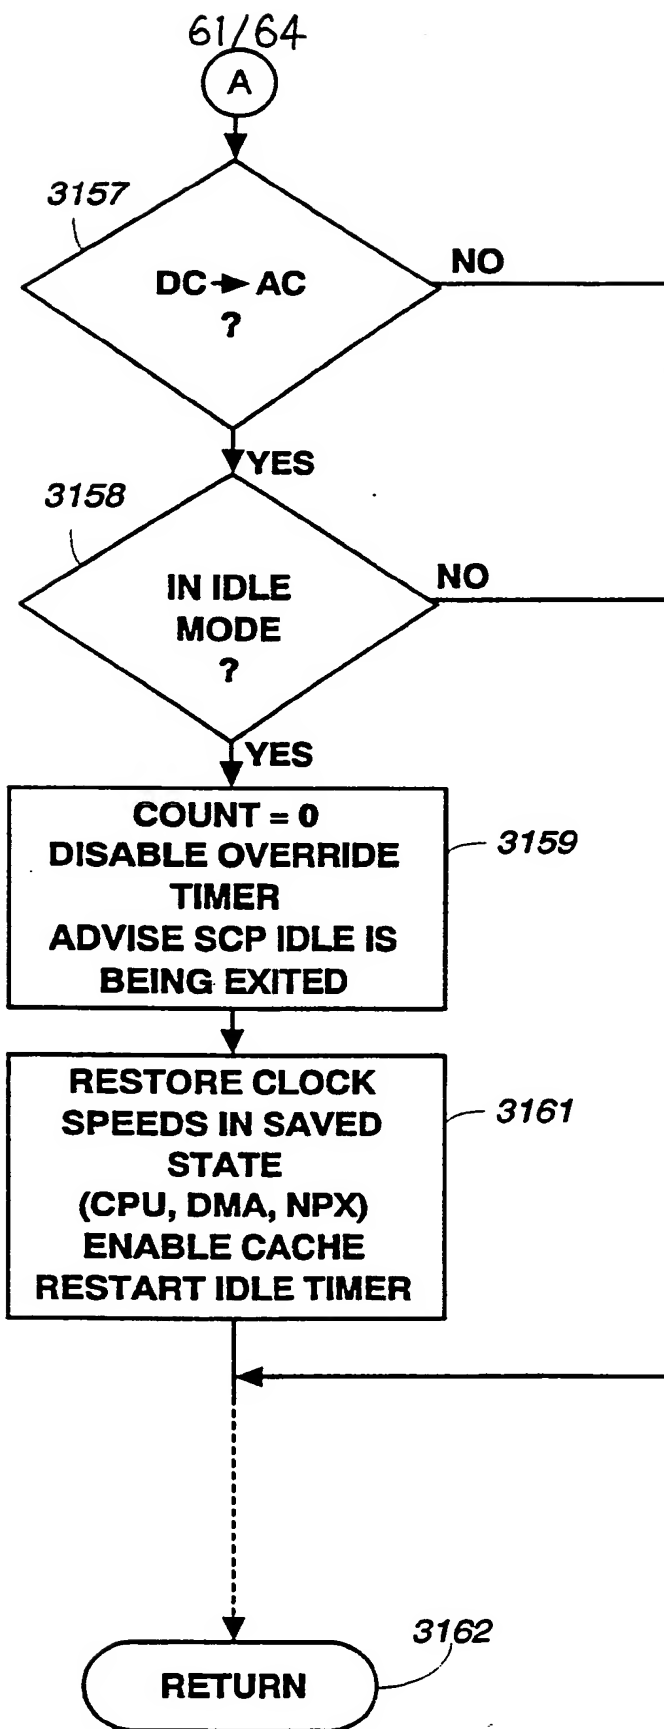 61/64
A
3157
DC→AC
?
NO
YES
3158
IN IDLE
MODE
?
NO
YES
COUNT = 0
DISABLE OVERRIDE
TIMER
ADVISE SCP IDLE IS
BEING EXITED
3159
RESTORE CLOCK
SPEEDS IN SAVED
STATE
(CPU, DMA, NPX)
ENABLE CACHE
RESTART IDLE TIMER
3161
3162
RETURN